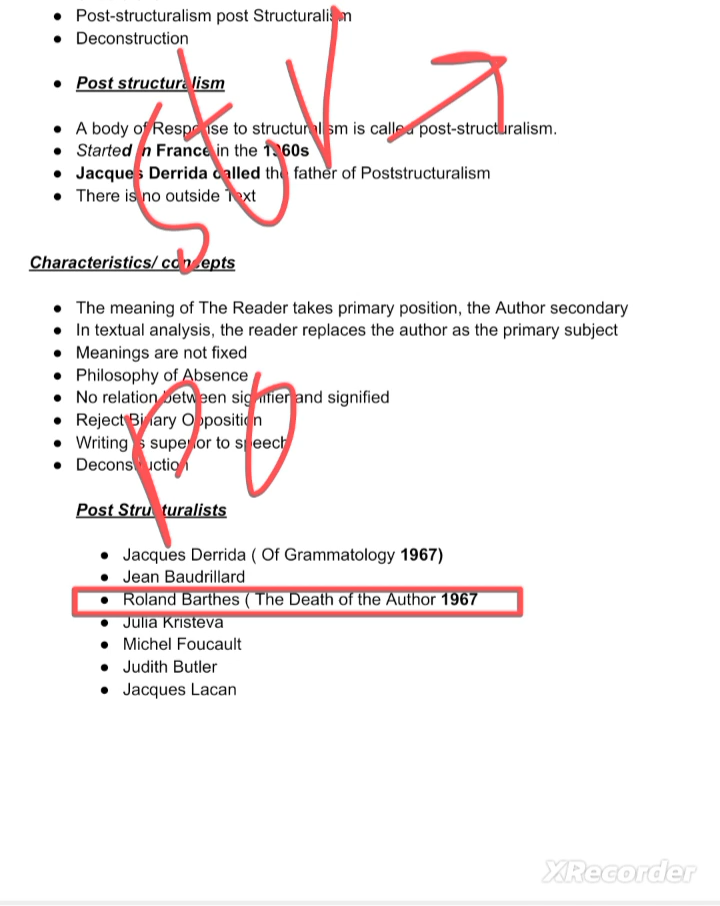 Post-structuralism post Structuralism
Deconstruction
Post structuralism
A body of Response to structuralism is called post-structuralism.
Started in France in the 1960s
Jacques Derrida called the father of Poststructuralism
There is no outside Text
Characteristics/ concepts
The meaning of The Reader takes primary position, the Author secondary
In textual analysis, the reader replaces the author as the primary subject
Meanings are not fixed
Philosophy of Absence
No relation between signifier and signified
Reject Binary Opposition
Writing is superior to speech
Deconstruction
Post Structuralists
Jacques Derrida ( Of Grammatology 1967)
Jean Baudrillard
Roland Barthes ( The Death of the Author 1967
Julia Kristeva
Michel Foucault
Judith Butler
Jacques Lacan
XRecorder